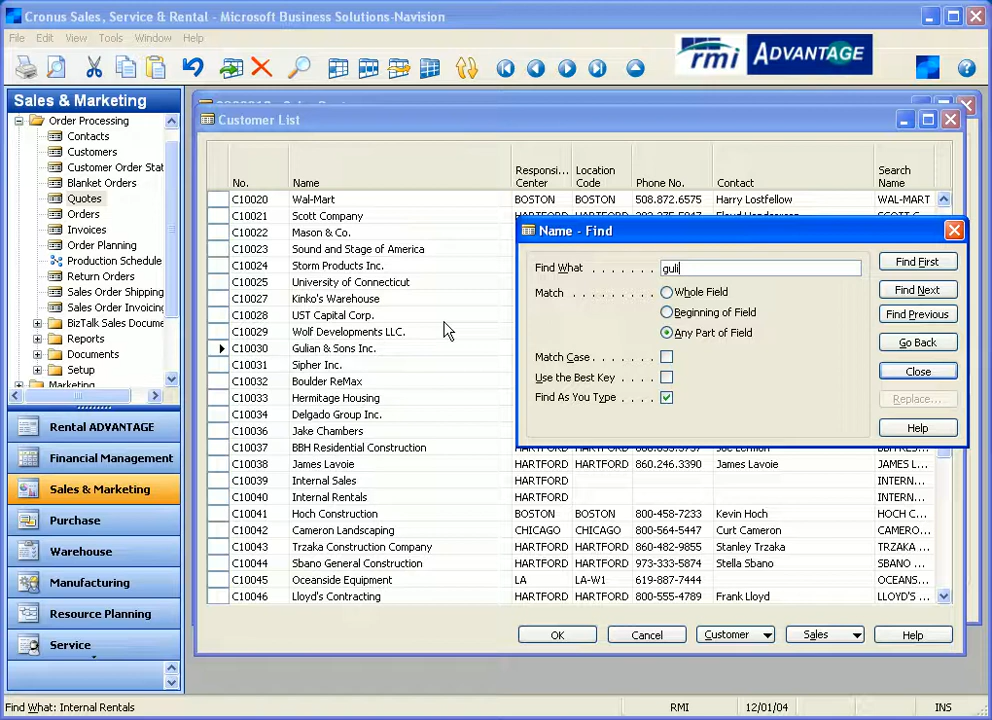 Cronus Sales, Service & Rental - Microsoft Business Solutions-Navision
File Edit View Tools Window Help
rmi ADVANTAGE
Sales & Marketing
Order Processing
Contacts
Customers
Customer Order Stat
Blanket Orders
Quotes
Orders
Invoices
Order Planning
Production Schedule
Return Orders
Sales Order Shipping
Sales Order Invoicing
BizTalk Sales Docume
Reports
Documents
Setup
Marketing
Rental ADVANTAGE
Financial Management
Sales & Marketing
Purchase
Warehouse
Manufacturing
Resource Planning
Service
Customer List
No. Name Responsi... Center Location Code Phone No. Contact Search Name
C10020 Wal-Mart BOSTON BOSTON 508.872.6575 Harry Lostfellow WAL-MART
C10021 Scott Company
C10022 Mason & Co.
C10023 Sound and Stage of America
C10024 Storm Products Inc.
C10025 University of Connecticut
C10027 Kinko's Warehouse
C10028 UST Capital Corp.
C10029 Wolf Developments LLC.
C10030 Gulian & Sons Inc.
C10031 Sipher Inc.
C10032 Boulder ReMax
C10033 Hermitage Housing
C10034 Delgado Group Inc.
C10036 Jake Chambers
C10037 BBH Residential Construction
C10038 James Lavoie HARTFORD HARTFORD 860.246.3390 James Lavoie JAMES L...
C10039 Internal Sales HARTFORD INTERN...
C10040 Internal Rentals HARTFORD INTERN...
C10041 Hoch Construction BOSTON BOSTON 800-458-7233 Kevin Hoch HOCH C...
C10042 Cameron Landscaping CHICAGO CHICAGO 800-564-5447 Curt Cameron CAMERO...
C10043 Trzaka Construction Company HARTFORD HARTFORD 860-482-9855 Stanley Trzaka TRZAKA ...
C10044 Sbano General Construction HARTFORD HARTFORD 973-333-5874 Stella Sbano SBANO ...
C10045 Oceanside Equipment LA LA-W1 619-887-7444 OCEANS...
C10046 Lloyd's Contracting HARTFORD HARTFORD 800-555-4789 Frank Lloyd LLOYD'S ...
OK Cancel Customer Sales Help
Name - Find
Find What . . . . . . . guli
Match . . . . . . . . . Whole Field
Beginning of Field
Any Part of Field
Match Case . . . . . .
Use the Best Key . . . .
Find As You Type . . . .
Find First
Find Next
Find Previous
Go Back
Close
Replace...
Help
Find What: Internal Rentals RMI 12/01/04 INS